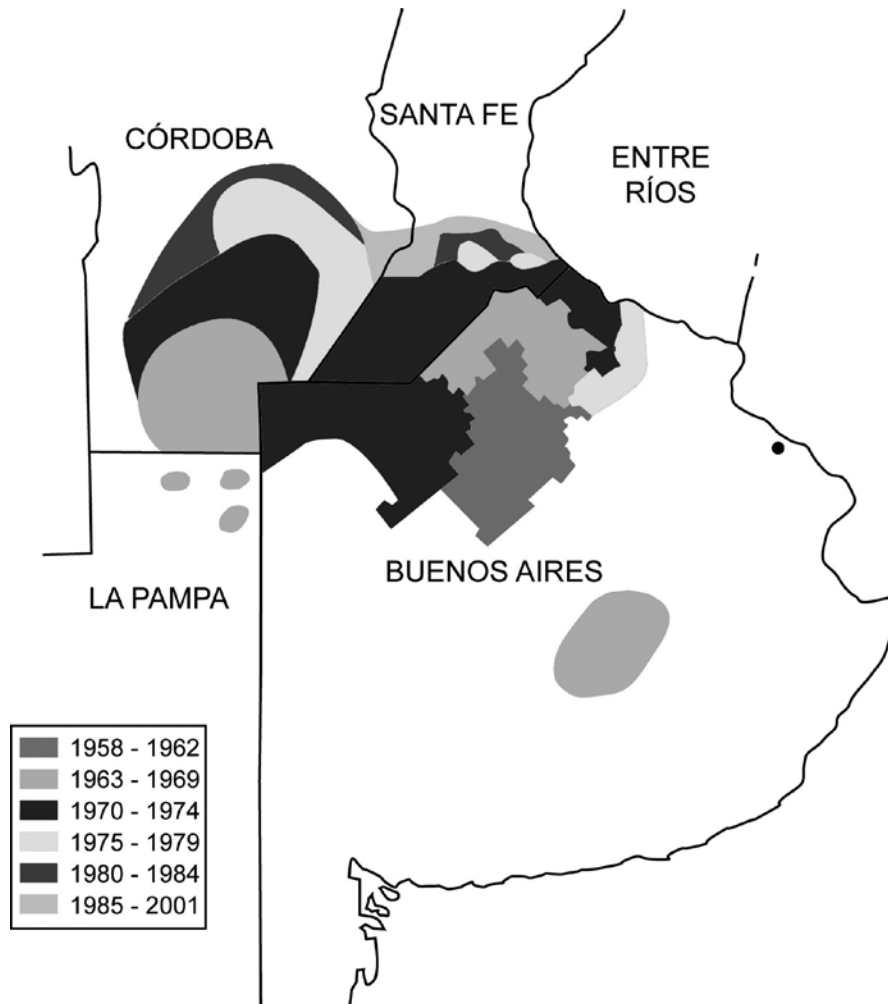 SANTA FE
CÓRDOBA
ENTRE
RÍOS
BUENOS AIRES
LA PAMPA
1958 - 1962
1963 - 1969
1970 - 1974
1975 - 1979
1980 - 1984
1985 - 2001